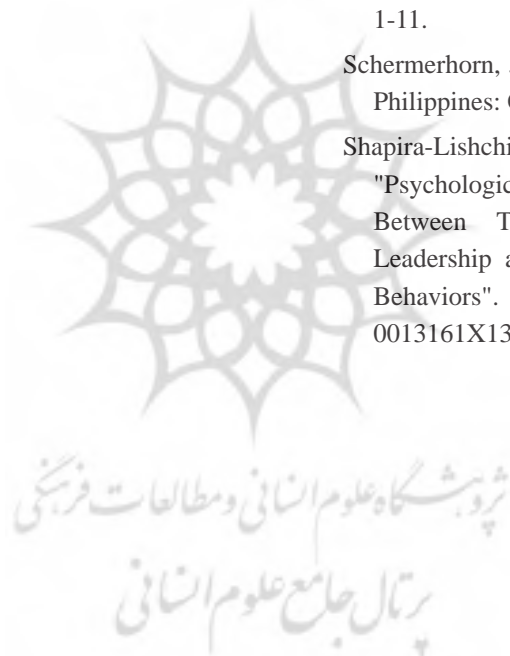 1-11.
Schermerhorn,
Philippines:
Shapira-Lishchi
"Psychologic
Between T
Leadership a
Behaviors".
0013161X13
پژوهشگاه علوم انسانی و مطالعات فرهنگی
پرتال جامع علوم انسانی